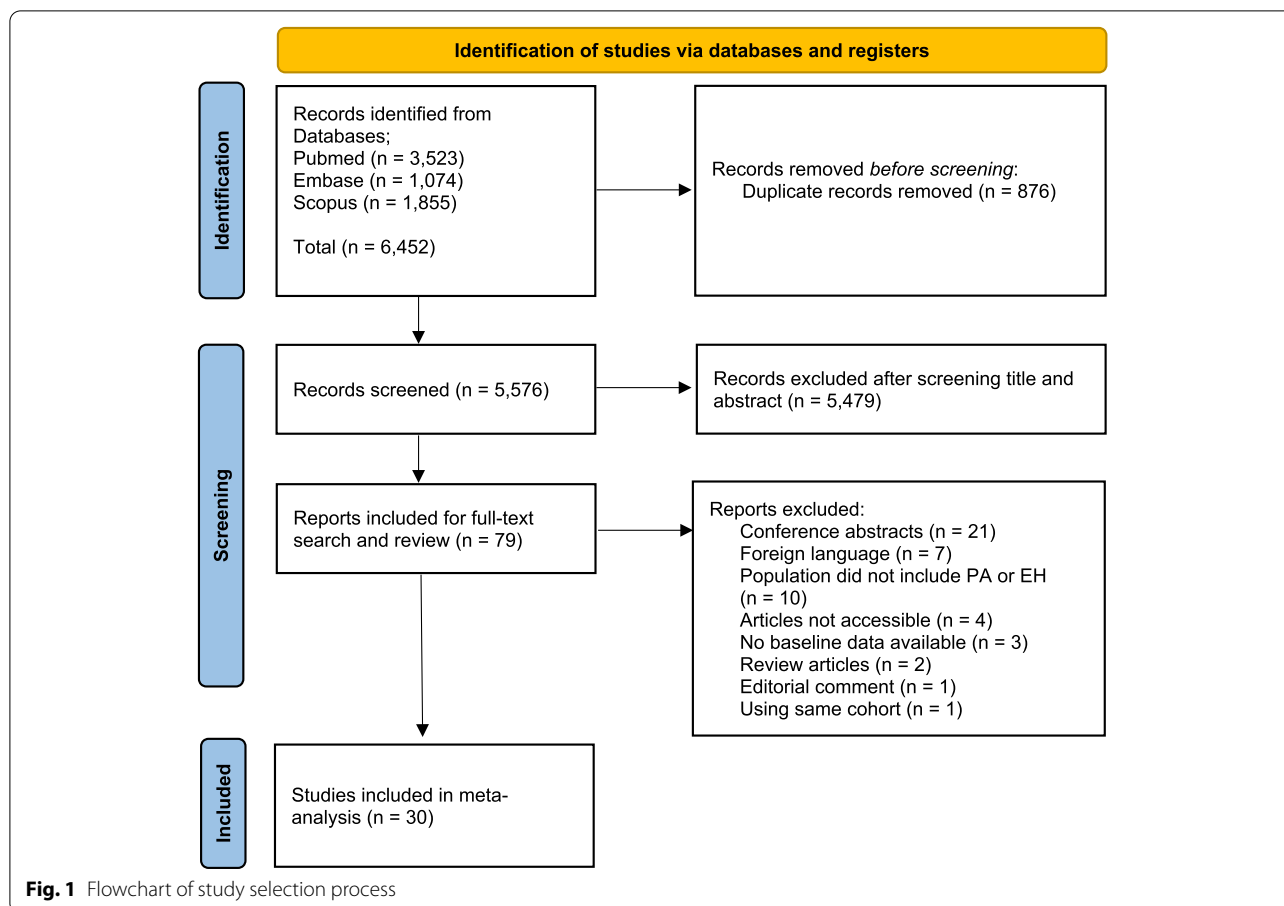 Identification of studies via databases and registers
Identification
Records identified from
Databases;
Pubmed (n = 3,523)
Embase (n = 1,074)
Scopus (n = 1,855)
Total (n = 6,452)
Records removed before screening:
Duplicate records removed (n = 876)
Screening
Records screened (n = 5,576)
Records excluded after screening title and
abstract (n = 5,479)
Reports included for full-text
search and review (n = 79)
Reports excluded:
Conference abstracts (n = 21)
Foreign language (n = 7)
Population did not include PA or EH
(n = 10)
Articles not accessible (n = 4)
No baseline data available (n = 3)
Review articles (n = 2)
Editorial comment (n = 1)
Using same cohort (n = 1)
Included
Studies included in meta-
analysis (n = 30)
Fig. 1 Flowchart of study selection process